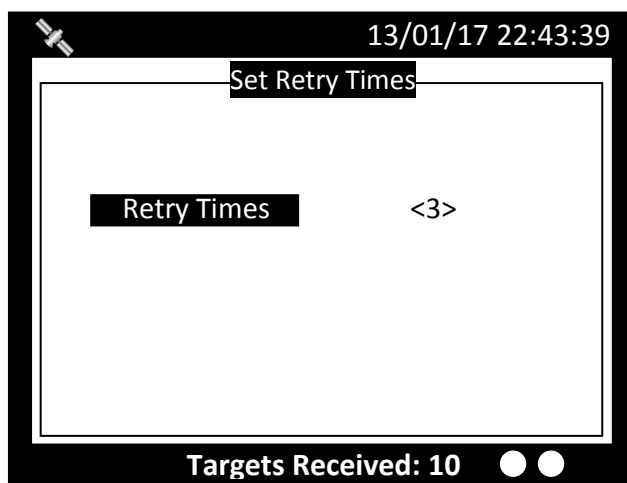 13/01/17 22:43:39
Set Retry Times
Retry Times <3>
Targets Received: 10